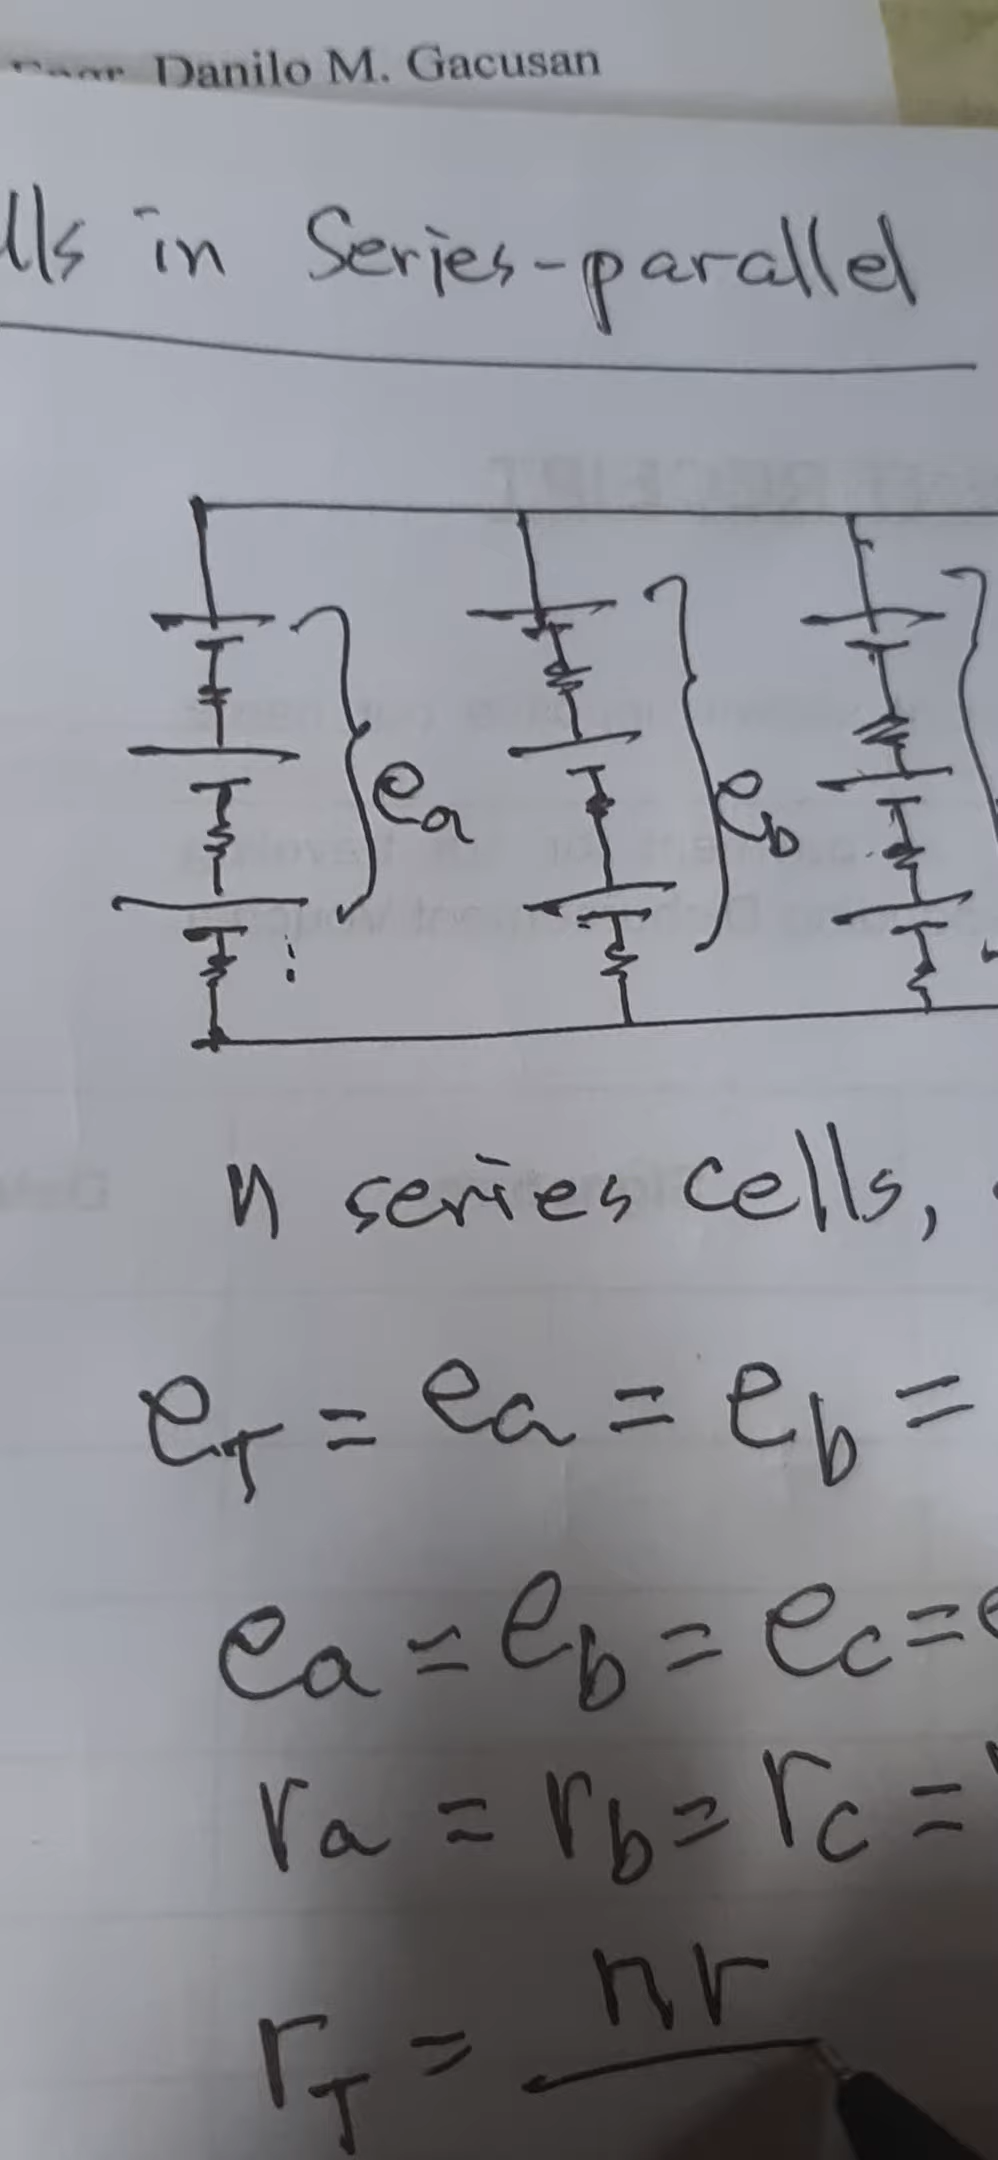 Danilo M. Gacusan
lls in Series-parallel
ea
eb
n series cells,
eT = ea = eb =
ea = eb = ec = e
ra = rb = rc =
rT = nr